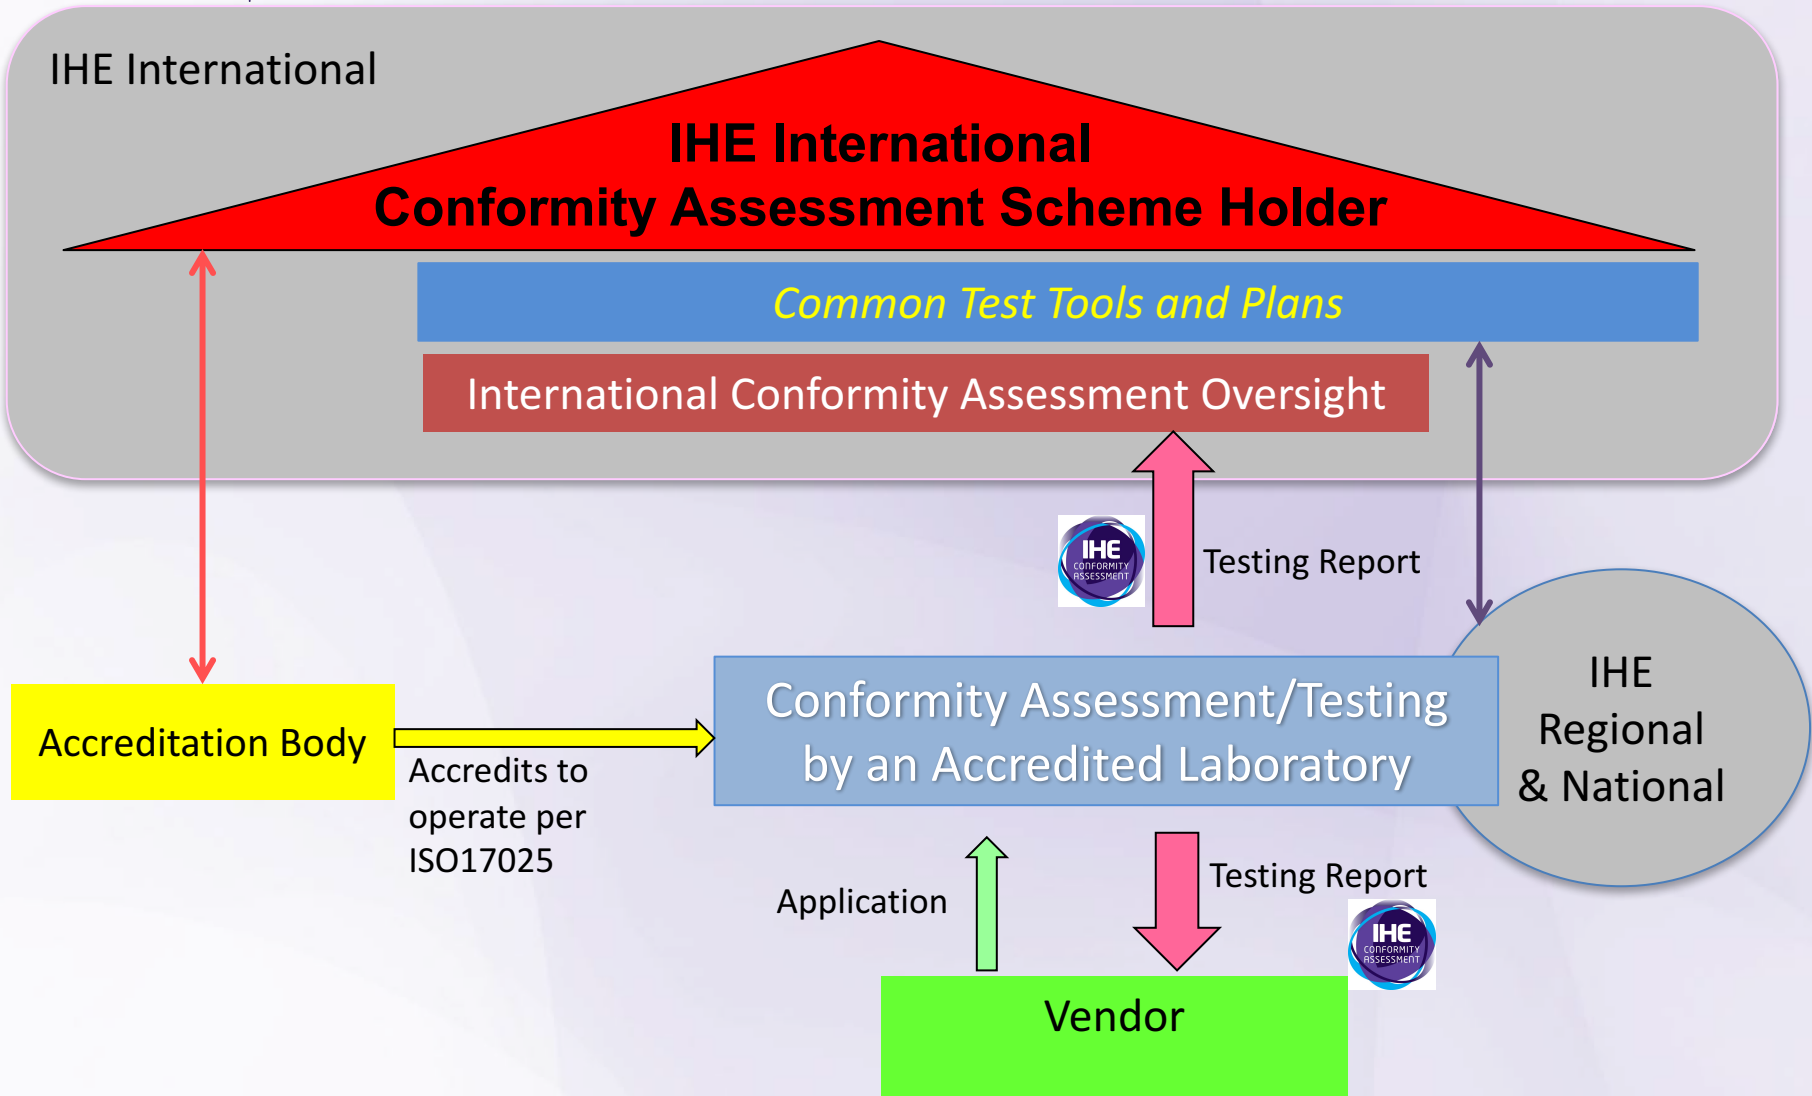 IHE International
IHE International
Conformity Assessment Scheme Holder
Common Test Tools and Plans
International Conformity Assessment Oversight
IHE
CONFORMITY
ASSESSMENT
Testing Report
Accreditation Body
Accredits to
operate per
ISO17025
Conformity Assessment/Testing
by an Accredited Laboratory
IHE
Regional
& National
Application
Testing Report
IHE
CONFORMITY
ASSESSMENT
Vendor